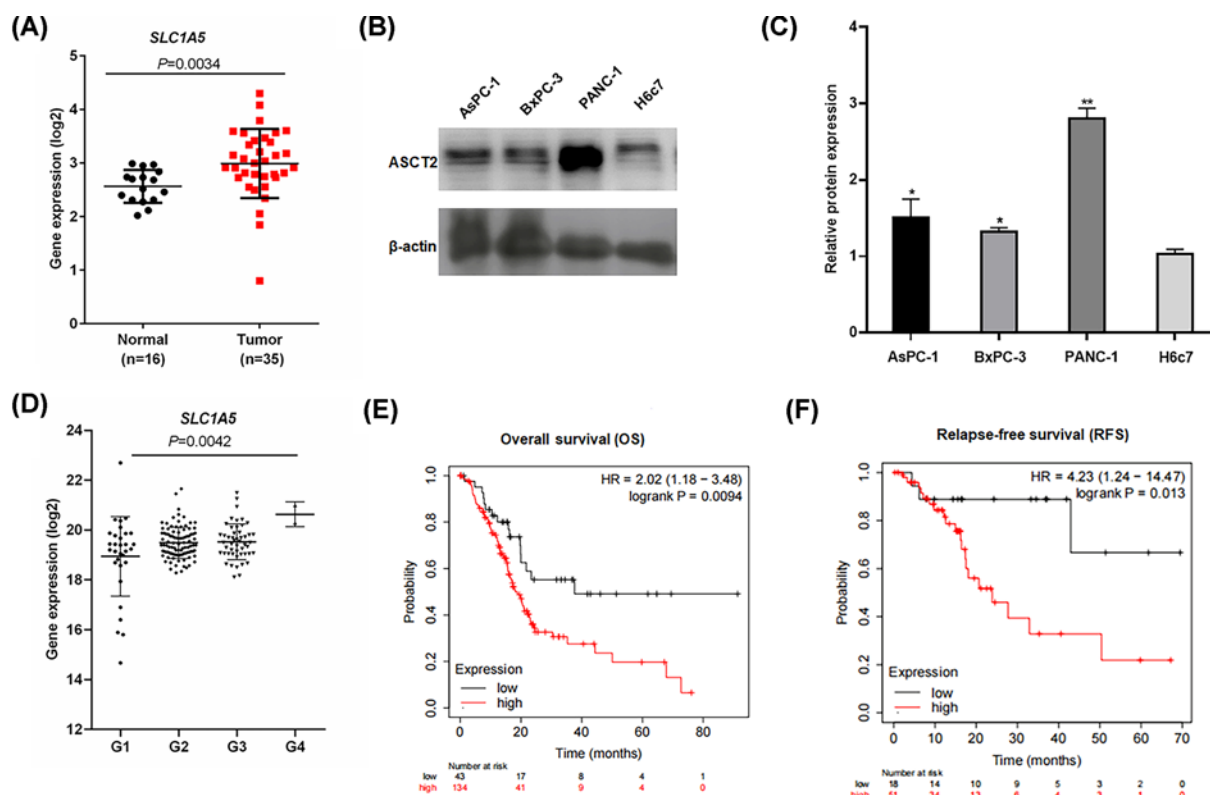 (A)
SLC1A5
P=0.0034
Gene expression (log2)
5
4
3
2
1
0
Normal
(n=16)
Tumor
(n=35)
(B)
AsPC-1
BxPC-3
PANC-1
H6c7
ASCT2
β-actin
(C)
Relative protein expression
4
3
2
1
0
*
*
**
AsPC-1
BxPC-3
PANC-1
H6c7
(D)
SLC1A5
P=0.0042
Gene expression (log2)
24
22
20
18
16
14
12
G1
G2
G3
G4
(E)
Overall survival (OS)
HR = 2.02 (1.18 − 3.48)
logrank P = 0.0094
Probability
1.0
0.8
0.6
0.4
0.2
0.0
Expression
low
high
0 20 40 60 80
Time (months)
Number at risk
low 43 17 8 4 1
high 134 41 9 4 0
(F)
Relapse-free survival (RFS)
HR = 4.23 (1.24 − 14.47)
logrank P = 0.013
Probability
1.0
0.8
0.6
0.4
0.2
0.0
Expression
low
high
0 10 20 30 40 50 60 70
Time (months)
Number at risk
low 18 14 10 9 5 3 2 0